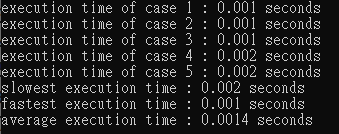 execution time of case 1 : 0.001 seconds
execution time of case 2 : 0.001 seconds
execution time of case 3 : 0.001 seconds
execution time of case 4 : 0.002 seconds
execution time of case 5 : 0.002 seconds
slowest execution time : 0.002 seconds
fastest execution time : 0.001 seconds
average execution time : 0.0014 seconds